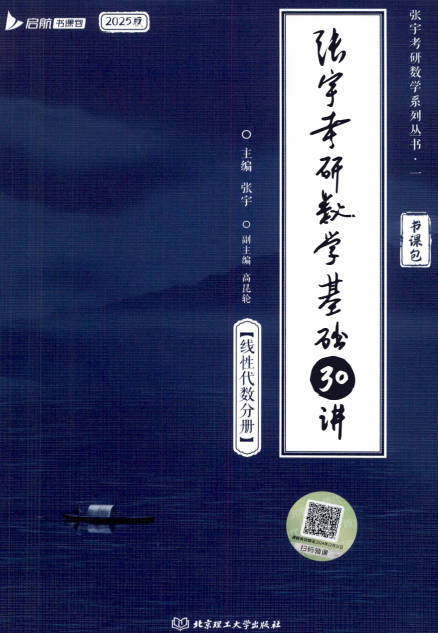 启航书课包
2025版
张宇考研数学系列丛书·一
书课包
张宇考研数学基础30讲
主编 张宇
副主编 高昆轮
【线性代数分册】
扫码领课
北京理工大学出版社